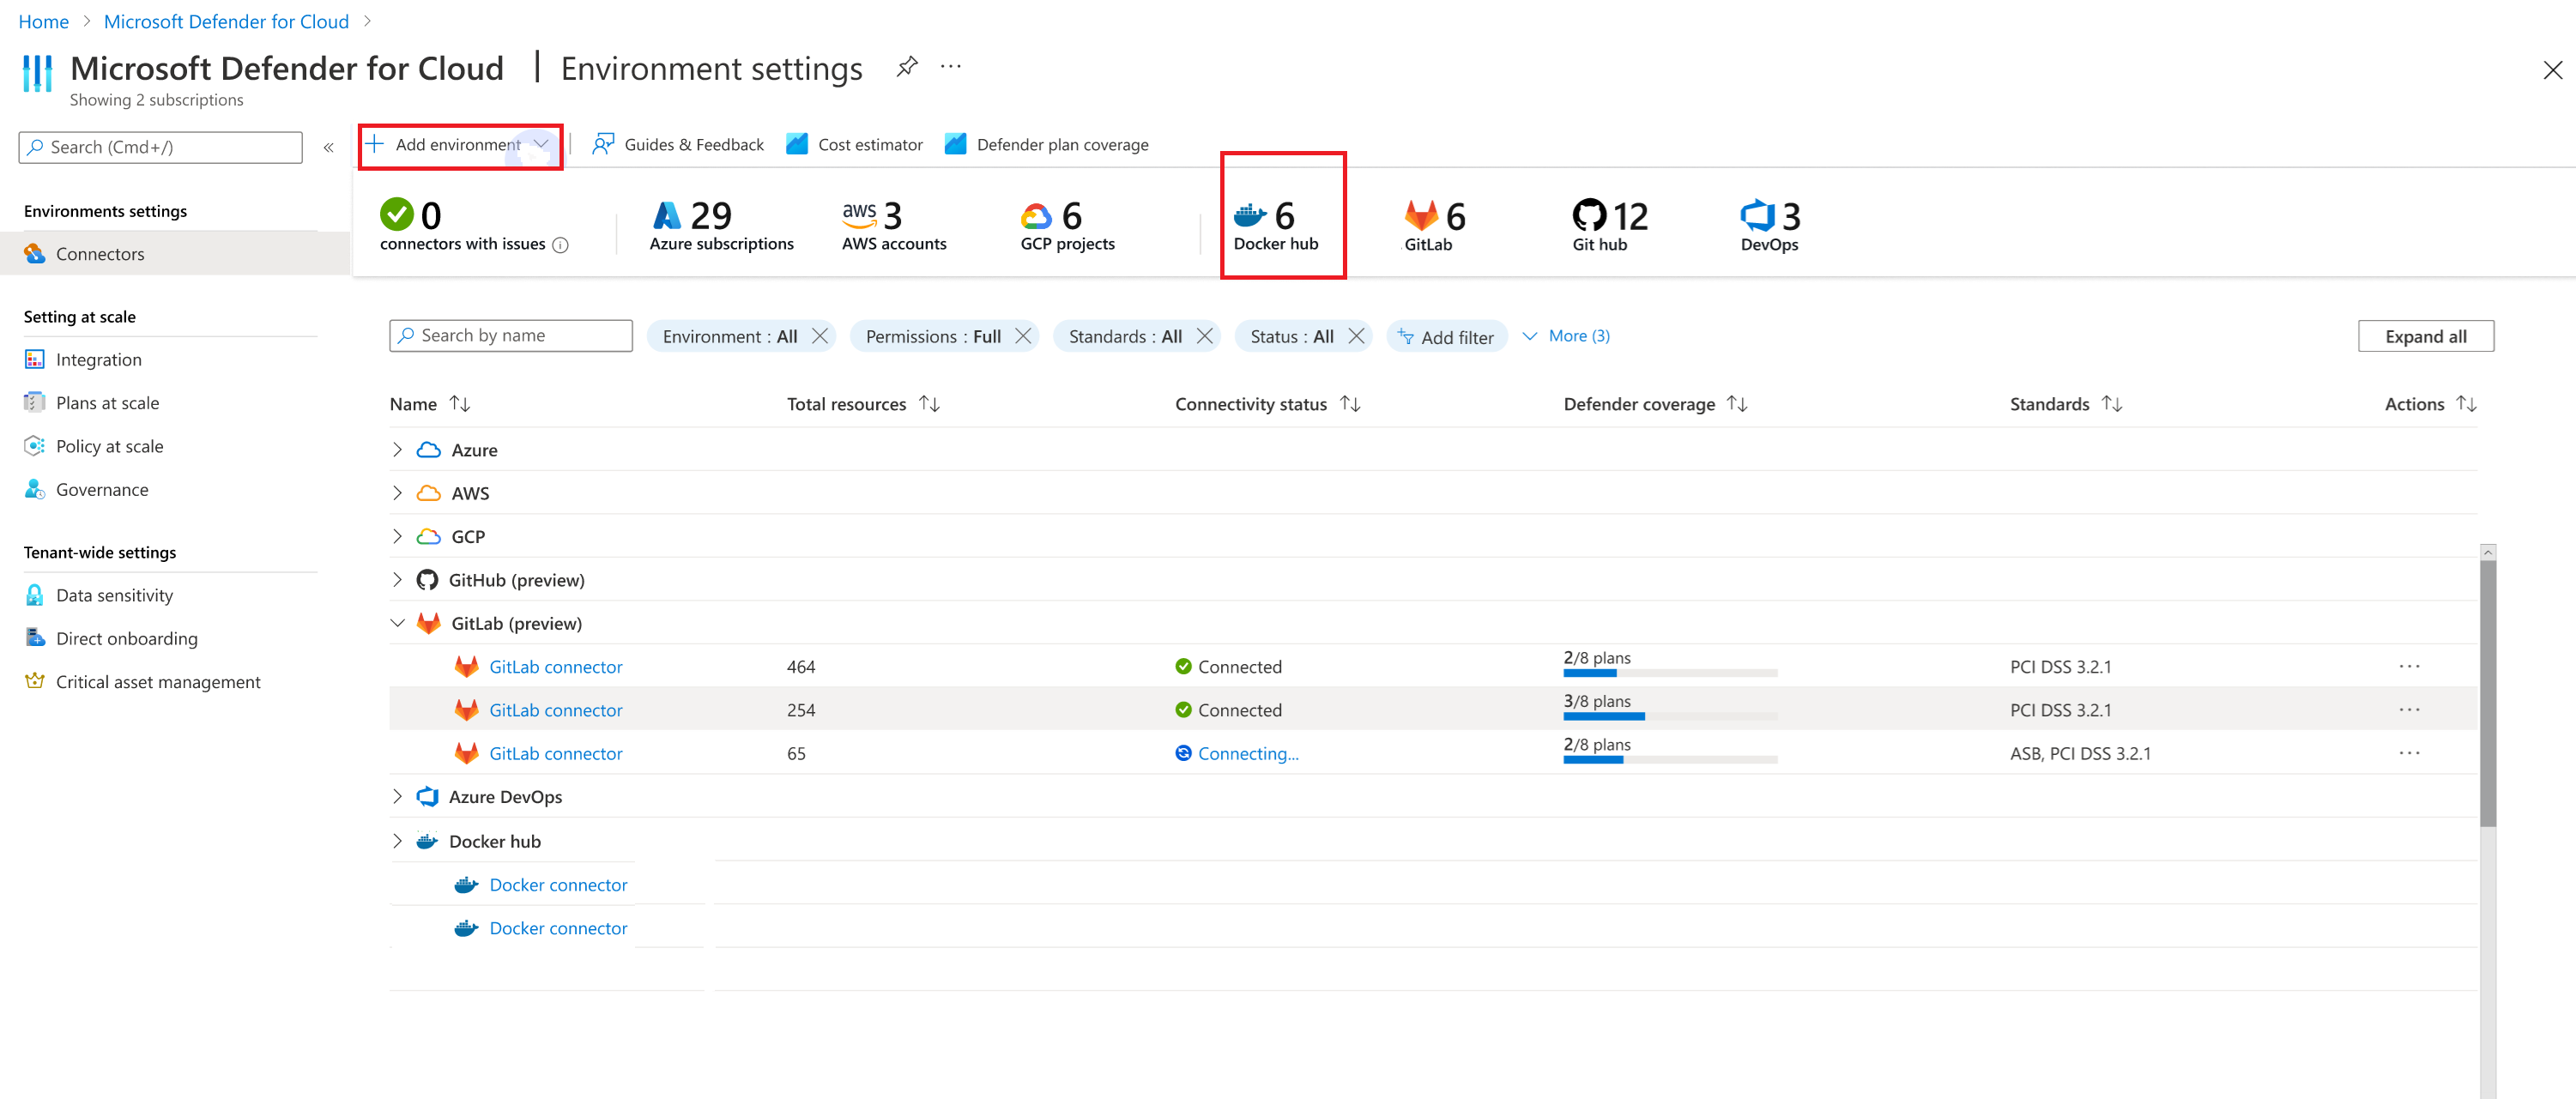 Home > Microsoft Defender for Cloud >
Microsoft Defender for Cloud | Environment settings ...
Showing 2 subscriptions
Search (Cmd+/)
«
Add environment
Guides & Feedback
Cost estimator
Defender plan coverage
Environments settings
Connectors
Setting at scale
Integration
Plans at scale
Policy at scale
Governance
Tenant-wide settings
Data sensitivity
Direct onboarding
Critical asset management
0
connectors with issues
29
Azure subscriptions
aws 3
AWS accounts
6
GCP projects
6
Docker hub
6
GitLab
12
Git hub
3
DevOps
Search by name
Environment : All
Permissions : Full
Standards : All
Status : All
Add filter
More (3)
Expand all
Name
Total resources
Connectivity status
Defender coverage
Standards
Actions
Azure
AWS
GCP
GitHub (preview)
GitLab (preview)
GitLab connector 464 Connected 2/8 plans PCI DSS 3.2.1 ...
GitLab connector 254 Connected 3/8 plans PCI DSS 3.2.1 ...
GitLab connector 65 Connecting... 2/8 plans ASB, PCI DSS 3.2.1 ...
Azure DevOps
Docker hub
Docker connector
Docker connector